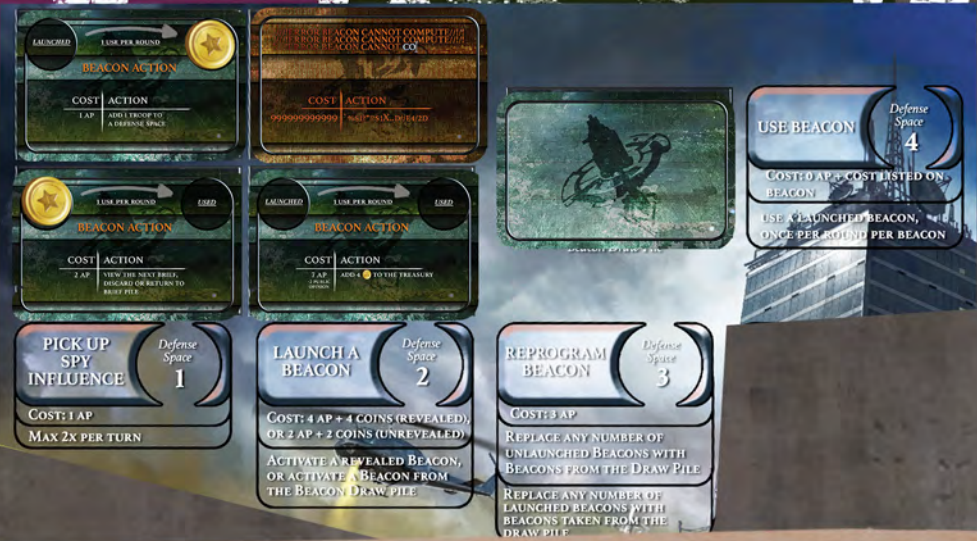 LAUNCHED
1 USE PER ROUND
BEACON ACTION
COST ACTION
1 AP ADD 1 TROOP TO
A DEFENSE SPACE
ERROR BEACON CANNOT COMPUTE
ERROR BEACON CANNOT COMPUTE
ERROR BEACON CANNOT CO
COST ACTION
999999999999
1 USE PER ROUND
USED
BEACON ACTION
COST ACTION
2 AP VIEW THE NEXT BRIEF,
DISCARD OR RETURN TO
BRIEF PILE
LAUNCHED
1 USE PER ROUND
USED
BEACON ACTION
COST ACTION
ADD 4 TO THE TREASURY
Beacon Draw Pile
USE BEACON
Defense
Space
4
COST: 0 AP + COST LISTED ON
BEACON
USE A LAUNCHED BEACON,
ONCE PER ROUND PER BEACON
PICK UP
SPY
INFLUENCE
Defense
Space
1
COST: 1 AP
MAX 2X PER TURN
LAUNCH A
BEACON
Defense
Space
2
COST: 4 AP + 4 COINS (REVEALED),
OR 2 AP + 2 COINS (UNREVEALED)
ACTIVATE A REVEALED BEACON,
OR ACTIVATE A BEACON FROM
THE BEACON DRAW PILE
REPROGRAM
BEACON
Defense
Space
3
COST: 3 AP
REPLACE ANY NUMBER OF
UNLAUNCHED BEACONS WITH
BEACONS FROM THE DRAW PILE
REPLACE ANY NUMBER OF
LAUNCHED BEACONS WITH
BEACONS TAKEN FROM THE
DRAW PILE